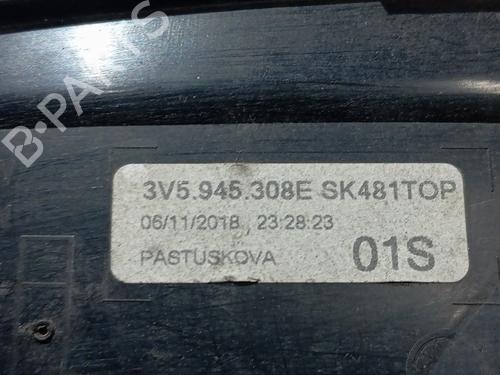 B-PARTS
3V5.945.308E SK481TOP
06/11/2018 23:28:23
PASTUSKOVA 01S